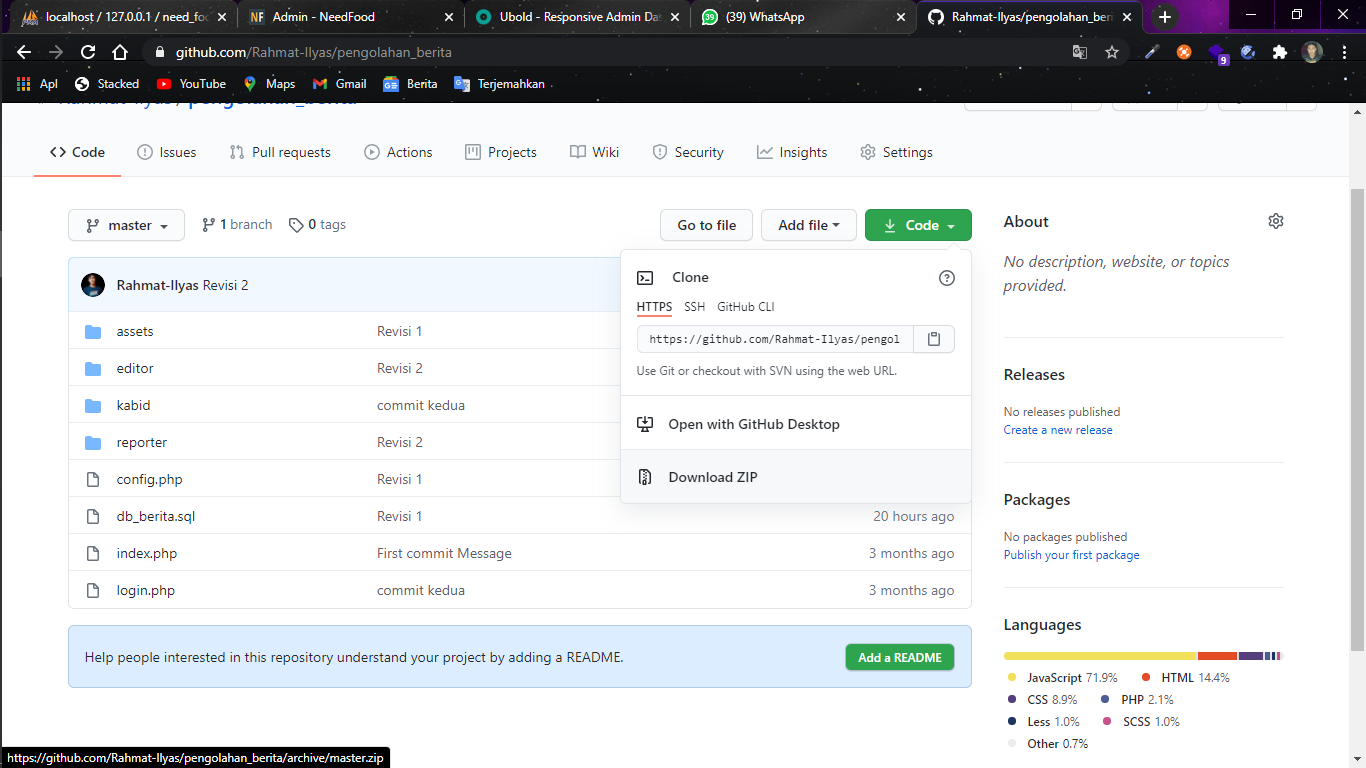 localhost / 127.0.0.1 / need_foo
Admin - NeedFood
Ubold - Responsive Admin Da
(39) WhatsApp
Rahmat-Ilyas/pengolahan_beri
github.com/Rahmat-Ilyas/pengolahan_berita
9
Apl Stacked YouTube Maps Gmail Berita Terjemahkan
Rahmat-Ilyas / pengolahan_berita
Code Issues Pull requests Actions Projects Wiki Security Insights Settings
master 1 branch 0 tags Go to file Add file Code
Rahmat-Ilyas Revisi 2
assets Revisi 1
editor Revisi 2
kabid commit kedua
reporter Revisi 2
config.php Revisi 1
db_berita.sql Revisi 1 20 hours ago
index.php First commit Message 3 months ago
login.php commit kedua 3 months ago
Clone
HTTPS SSH GitHub CLI
https://github.com/Rahmat-Ilyas/pengol
Use Git or checkout with SVN using the web URL.
Open with GitHub Desktop
Download ZIP
Help people interested in this repository understand your project by adding a README.
Add a README
About
No description, website, or topics
provided.
Releases
No releases published
Create a new release
Packages
No packages published
Publish your first package
Languages
JavaScript 71.9% HTML 14.4%
CSS 8.9% PHP 2.1%
Less 1.0% SCSS 1.0%
Other 0.7%
https://github.com/Rahmat-Ilyas/pengolahan_berita/archive/master.zip